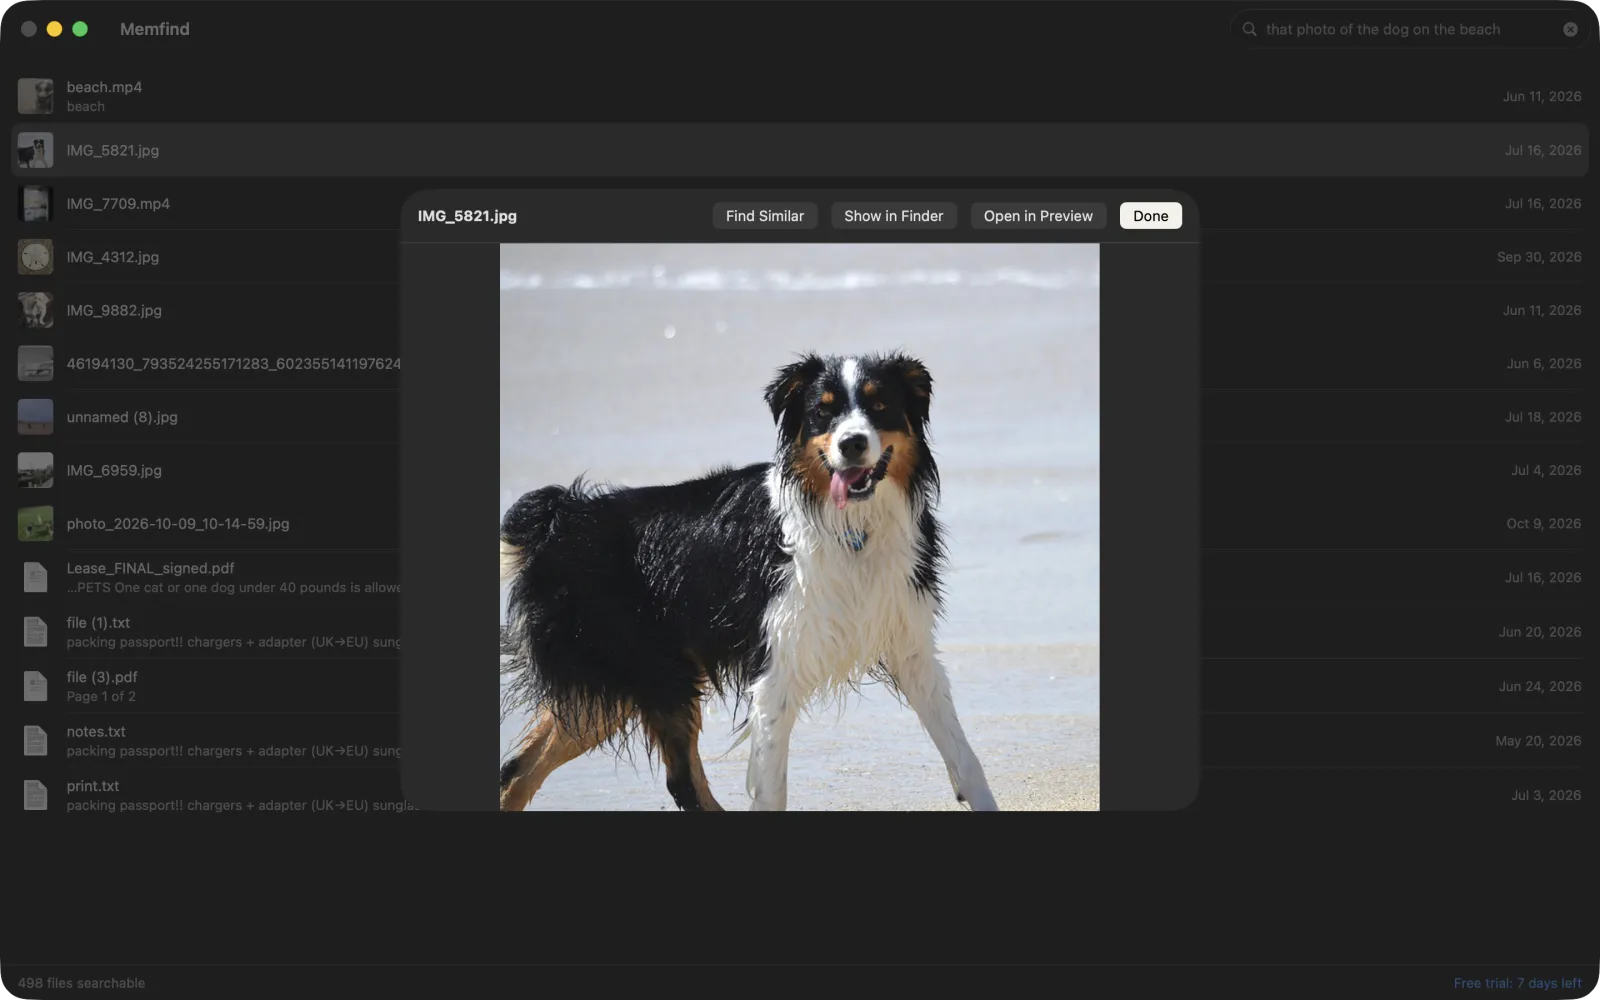 Memfind
that photo of the dog on the beach
beach.mp4
beach
Jun 11, 2026
IMG_5821.jpg
Jul 16, 2026
IMG_7709.mp4
Jul 16, 2026
IMG_5821.jpg
Find Similar
Show in Finder
Open in Preview
Done
IMG_4312.jpg
Sep 30, 2026
IMG_9882.jpg
Jun 11, 2026
46194130_793524255171283_602355141197624
Jun 6, 2026
unnamed (8).jpg
Jul 18, 2026
IMG_6959.jpg
Jul 4, 2026
photo_2026-10-09_10-14-59.jpg
Oct 9, 2026
Lease_FINAL_signed.pdf
...PETS One cat or one dog under 40 pounds is allowe
Jul 16, 2026
file (1).txt
packing passport!! chargers + adapter (UK→EU) sung
Jun 20, 2026
file (3).pdf
Page 1 of 2
Jun 24, 2026
notes.txt
packing passport!! chargers + adapter (UK→EU) sung
May 20, 2026
print.txt
packing passport!! chargers + adapter (UK→EU) sungla
Jul 3, 2026
498 files searchable
Free trial: 7 days left